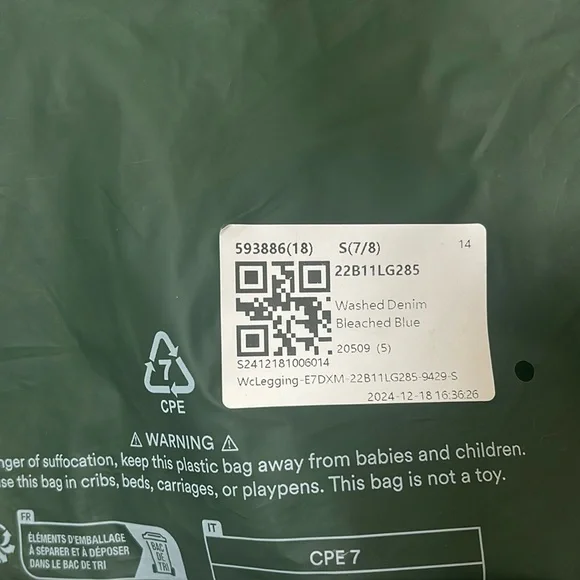 593886(18) S(7/8) 14
22B11LG285
Washed Denim
Bleached Blue
20509 (5)
S2412181006014
WcLegging-E7DXM-22B11LG285-9429-S
2024-12-18 16:36:26
7
CPE
⚠ WARNING ⚠
nger of suffocation, keep this plastic bag away from babies and children.
se this bag in cribs, beds, carriages, or playpens. This bag is not a toy.
FR
ÉLÉMENTS D'EMBALLAGE
À SÉPARER ET À DÉPOSER
DANS LE BAC DE TRI
BAC
DE
TRI
IT
CPE 7